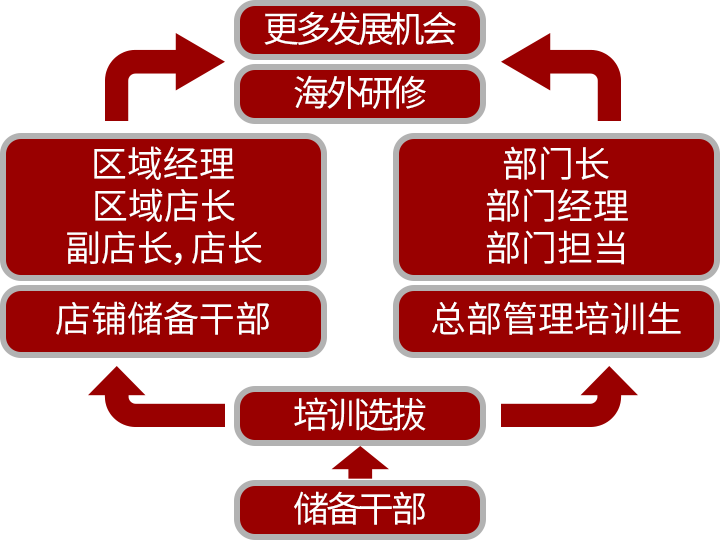 更多发展机会
海外研修
区域经理
区域店长
副店长，店长
部门长
部门经理
部门担当
店铺储备干部
总部管理培训生
培训选拔
储备干部